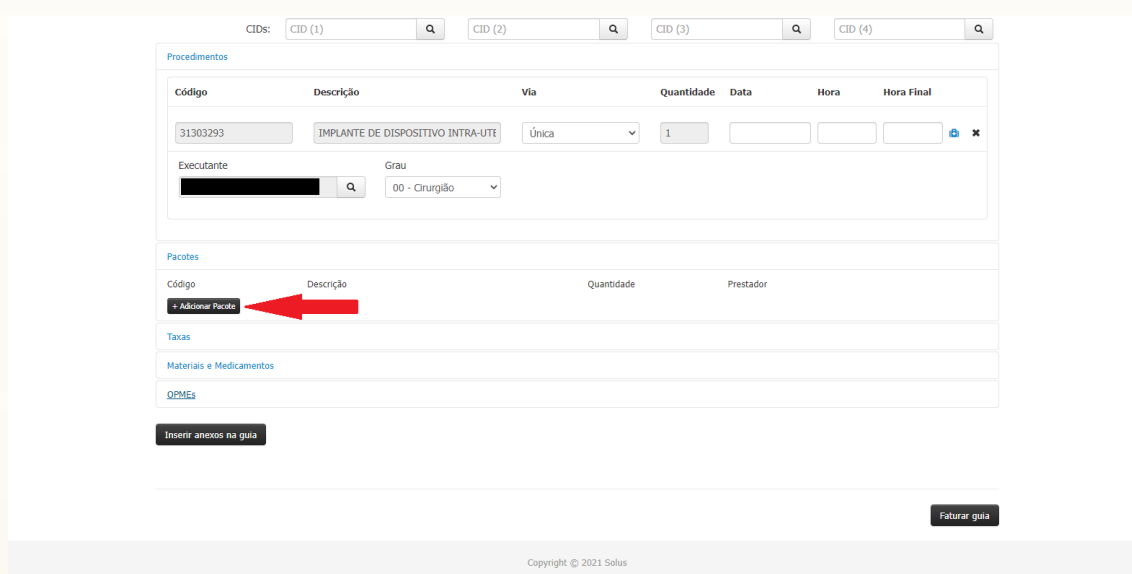 CIDs: CID (1) CID (2) CID (3) CID (4)
Procedimentos
Código Descrição Via Quantidade Data Hora Hora Final
31303293 IMPLANTE DE DISPOSITIVO INTRA-UTE Única 1
Executante Grau
00 - Cirurgião
Pacotes
Código Descrição Quantidade Prestador
+ Adicionar Pacote
Taxas
Materiais e Medicamentos
OPMEs
Inserir anexos na guia
Faturar guia
Copyright © 2021 Solus